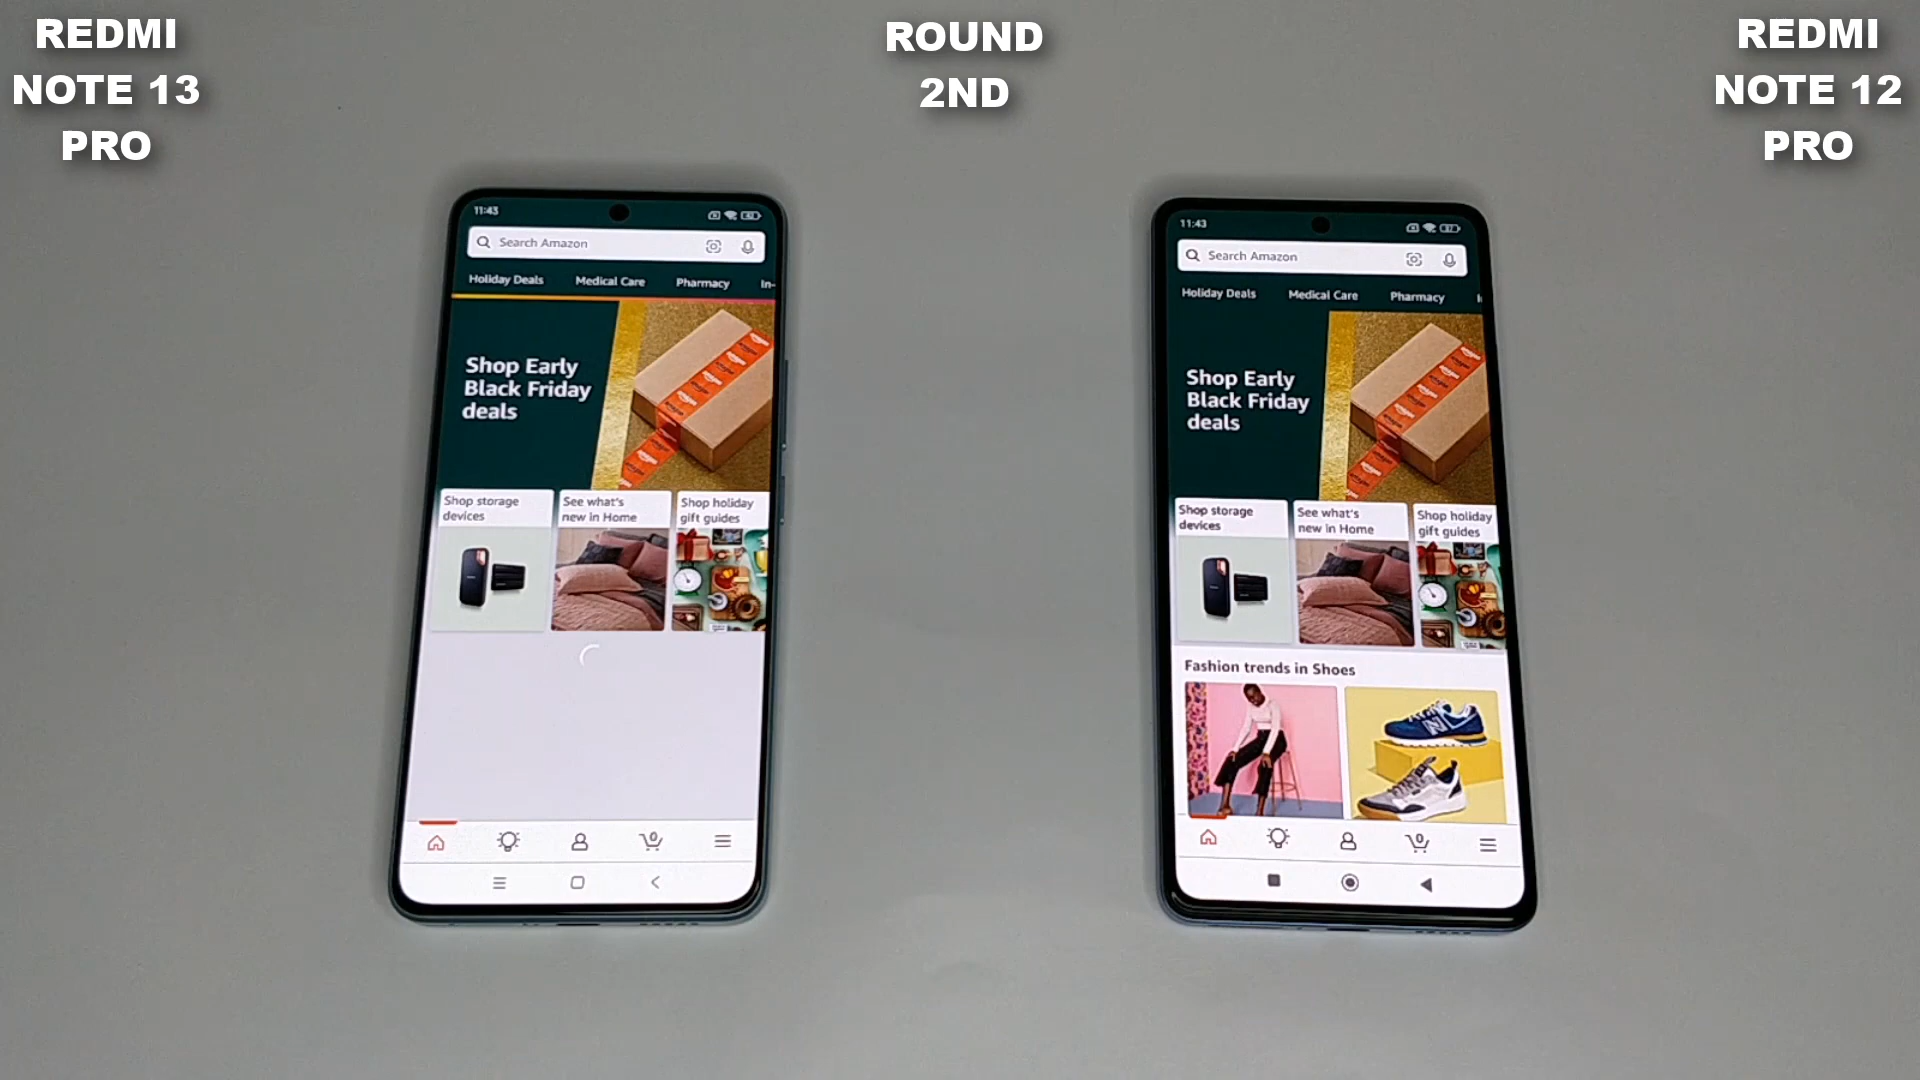 REDMI
NOTE 13
PRO
ROUND
2ND
REDMI
NOTE 12
PRO
11:43
Search Amazon
Holiday Deals Medical Care Pharmacy In-
Shop Early
Black Friday
deals
Shop storage
devices
See what's
new in Home
Shop holiday
gift guides
0
11:43
Search Amazon
Holiday Deals Medical Care Pharmacy
Shop Early
Black Friday
deals
Shop storage
devices
See what's
new in Home
Shop holiday
gift guides
Fashion trends in Shoes
N
0